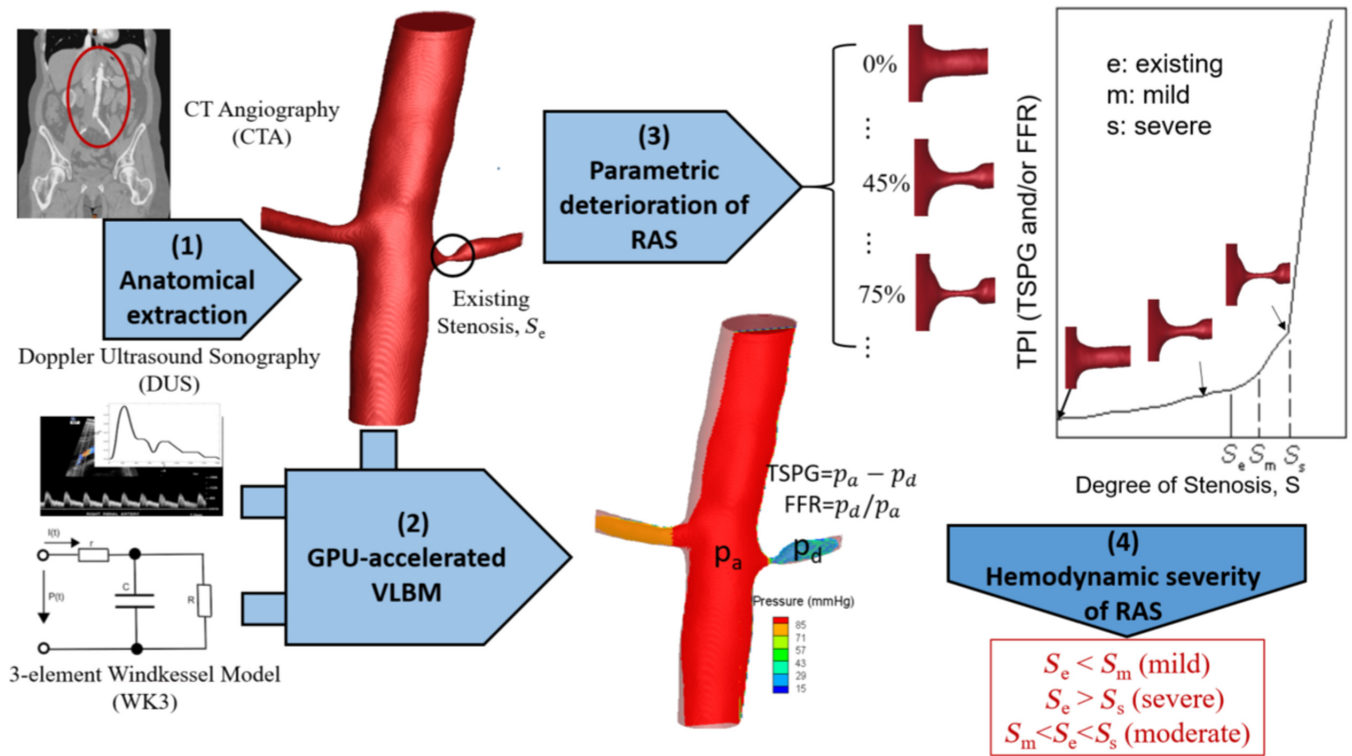 CT Angiography
(CTA)
(1)
Anatomical
extraction
Existing
Stenosis, Sₑ
Doppler Ultrasound Sonography
(DUS)
RIGHT RENAL ARTERY
I(t)
r
C
R
P(t)
3-element Windkessel Model
(WK3)
(2)
GPU-accelerated
VLBM
(3)
Parametric
deterioration of
RAS
0%
⋮
45%
⋮
75%
⋮
TSPG=pₐ − p_d
FFR=p_d/pₐ
pₐ
p_d
Pressure (mmHg)
85
71
57
43
29
15
TPI (TSPG and/or FFR)
e: existing
m: mild
s: severe
Sₑ Sₘ Sₛ
Degree of Stenosis, S
(4)
Hemodynamic severity
of RAS
Sₑ < Sₘ (mild)
Sₑ > Sₛ (severe)
Sₘ<Sₑ<Sₛ (moderate)